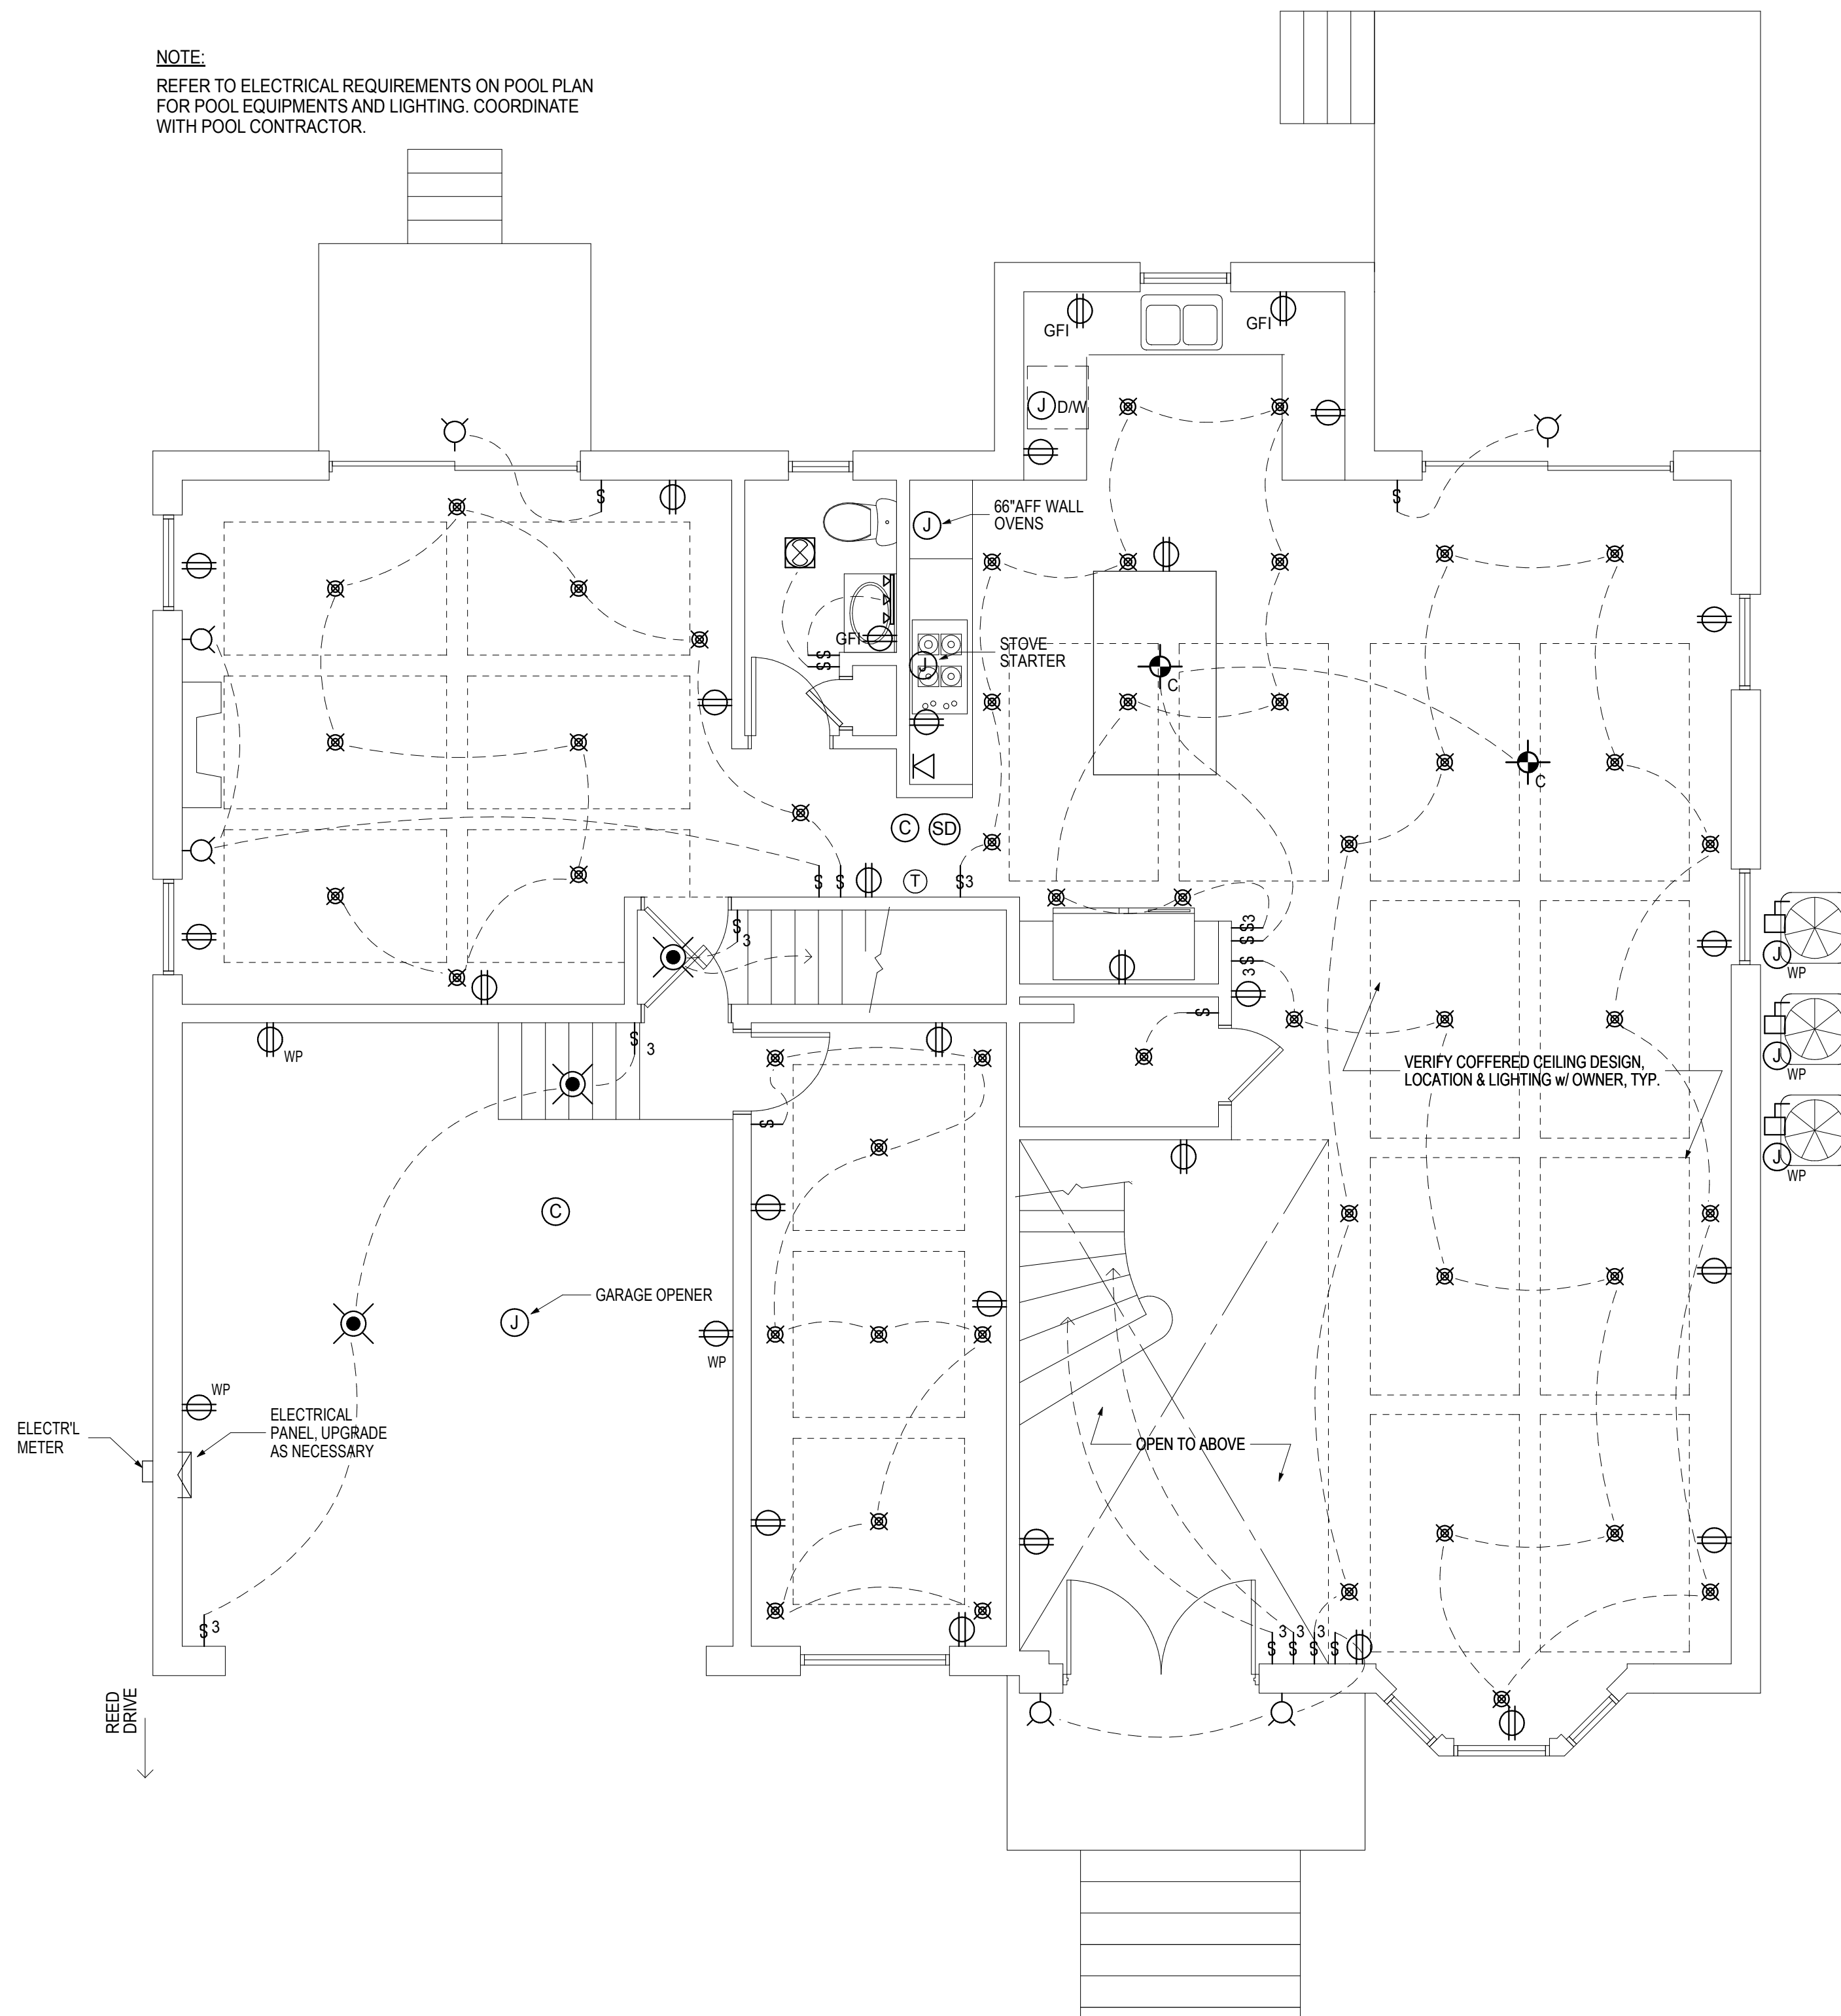 NOTE:
REFER TO ELECTRICAL REQUIREMENTS ON POOL PLAN
FOR POOL EQUIPMENTS AND LIGHTING. COORDINATE
WITH POOL CONTRACTOR.
GFI
GFI
J D/W
S
S
J
66"AFF WALL
OVENS
GFI
S
S
J
STOVE
STARTER
C
C
C
SD
S
S
T
S3
S
3
S3
S
S
3
J
WP
S
S
3
WP
J
WP
VERIFY COFFERED CEILING DESIGN,
LOCATION & LIGHTING w/ OWNER, TYP.
S
J
WP
C
J
GARAGE OPENER
WP
WP
ELECTRICAL
PANEL, UPGRADE
AS NECESSARY
ELECTR'L
METER
OPEN TO ABOVE
S3
3
3
3
S
S
S
S
REED
DRIVE